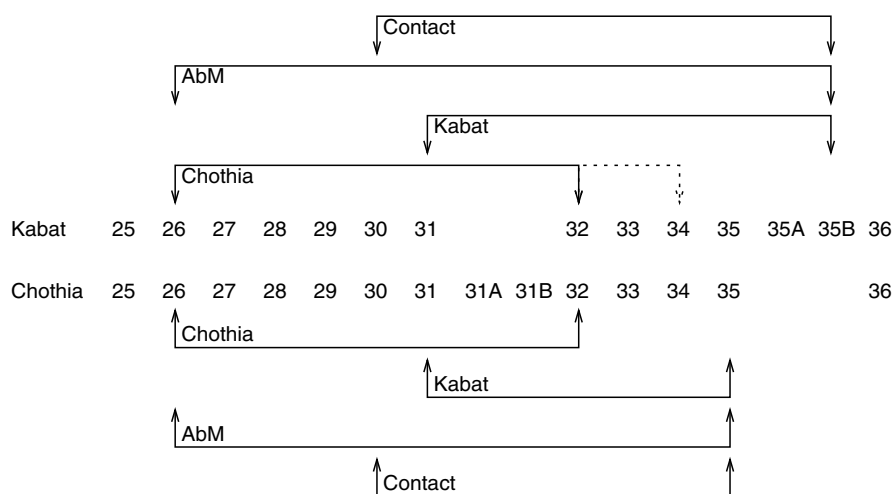 Contact
AbM
Kabat
Chothia
Kabat 25 26 27 28 29 30 31 32 33 34 35 35A 35B 36
Chothia 25 26 27 28 29 30 31 31A 31B 32 33 34 35 36
Chothia
Kabat
AbM
Contact